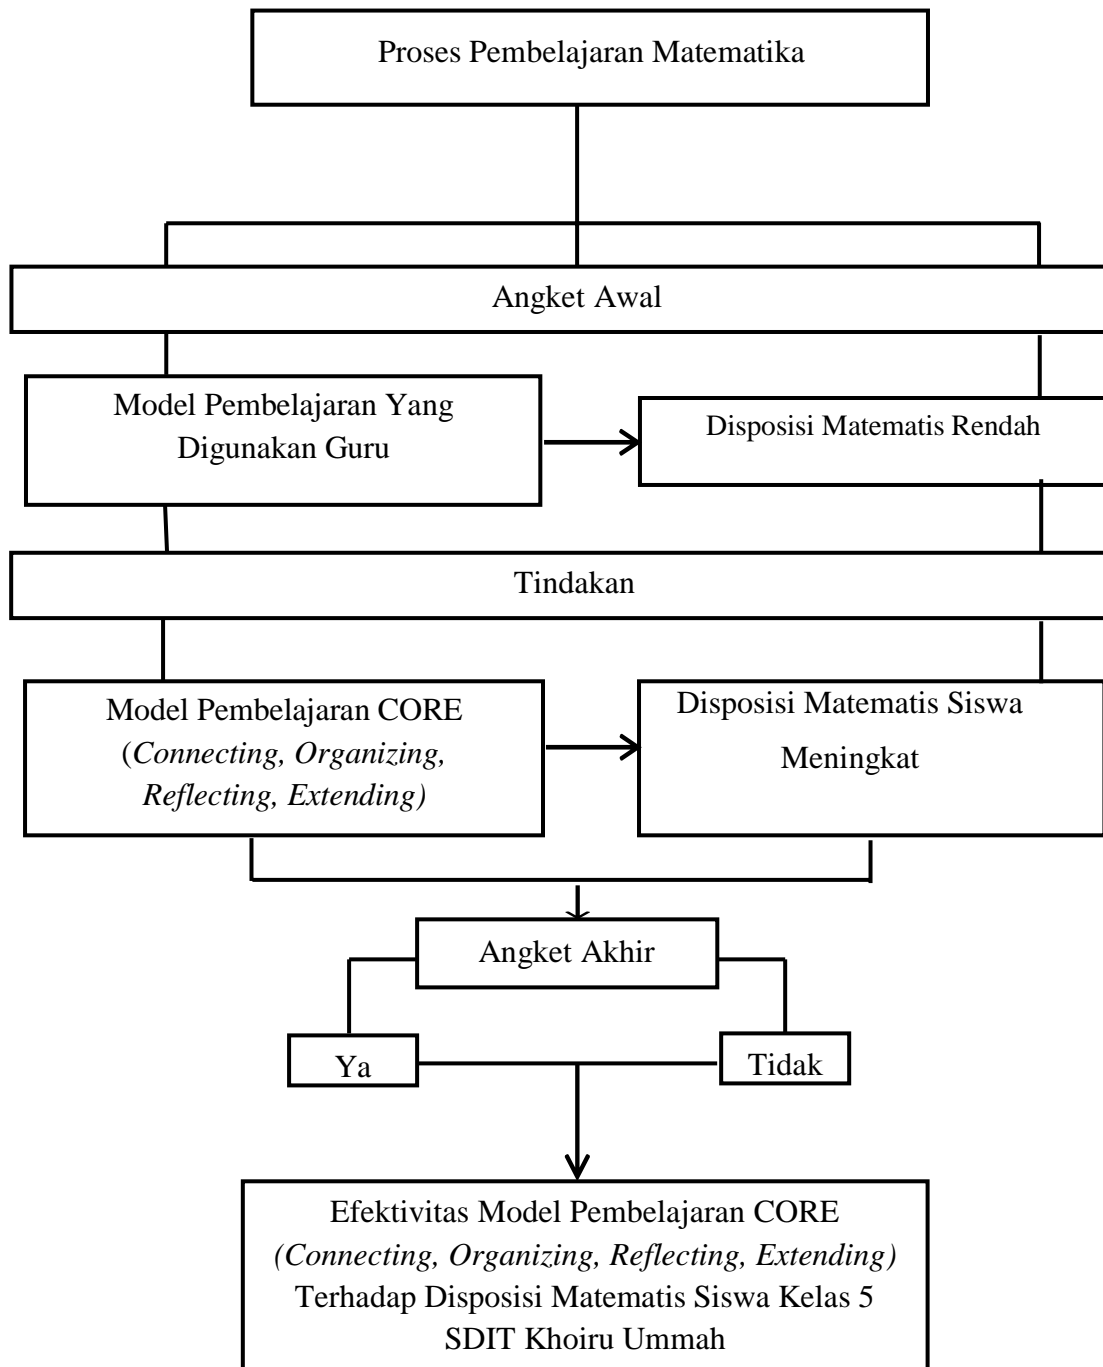 Proses Pembelajaran Matematika
Angket Awal
Model Pembelajaran Yang
Digunakan Guru
Disposisi Matematis Rendah
Tindakan
Model Pembelajaran CORE
(Connecting, Organizing,
Reflecting, Extending)
Disposisi Matematis Siswa
Meningkat
Angket Akhir
Ya
Tidak
Efektivitas Model Pembelajaran CORE
(Connecting, Organizing, Reflecting, Extending)
Terhadap Disposisi Matematis Siswa Kelas 5
SDIT Khoiru Ummah